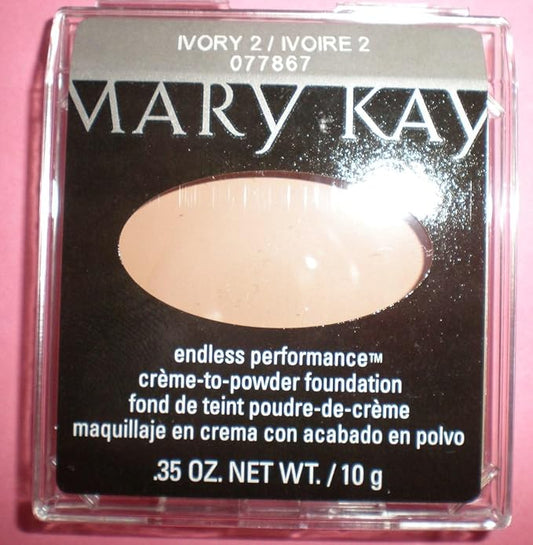 IVORY 2 / IVOIRE 2
077867
MARY KAY
endless performance™
crème-to-powder foundation
fond de teint poudre-de-crème
maquillaje en crema con acabado en polvo
.35 OZ. NET WT. / 10 g